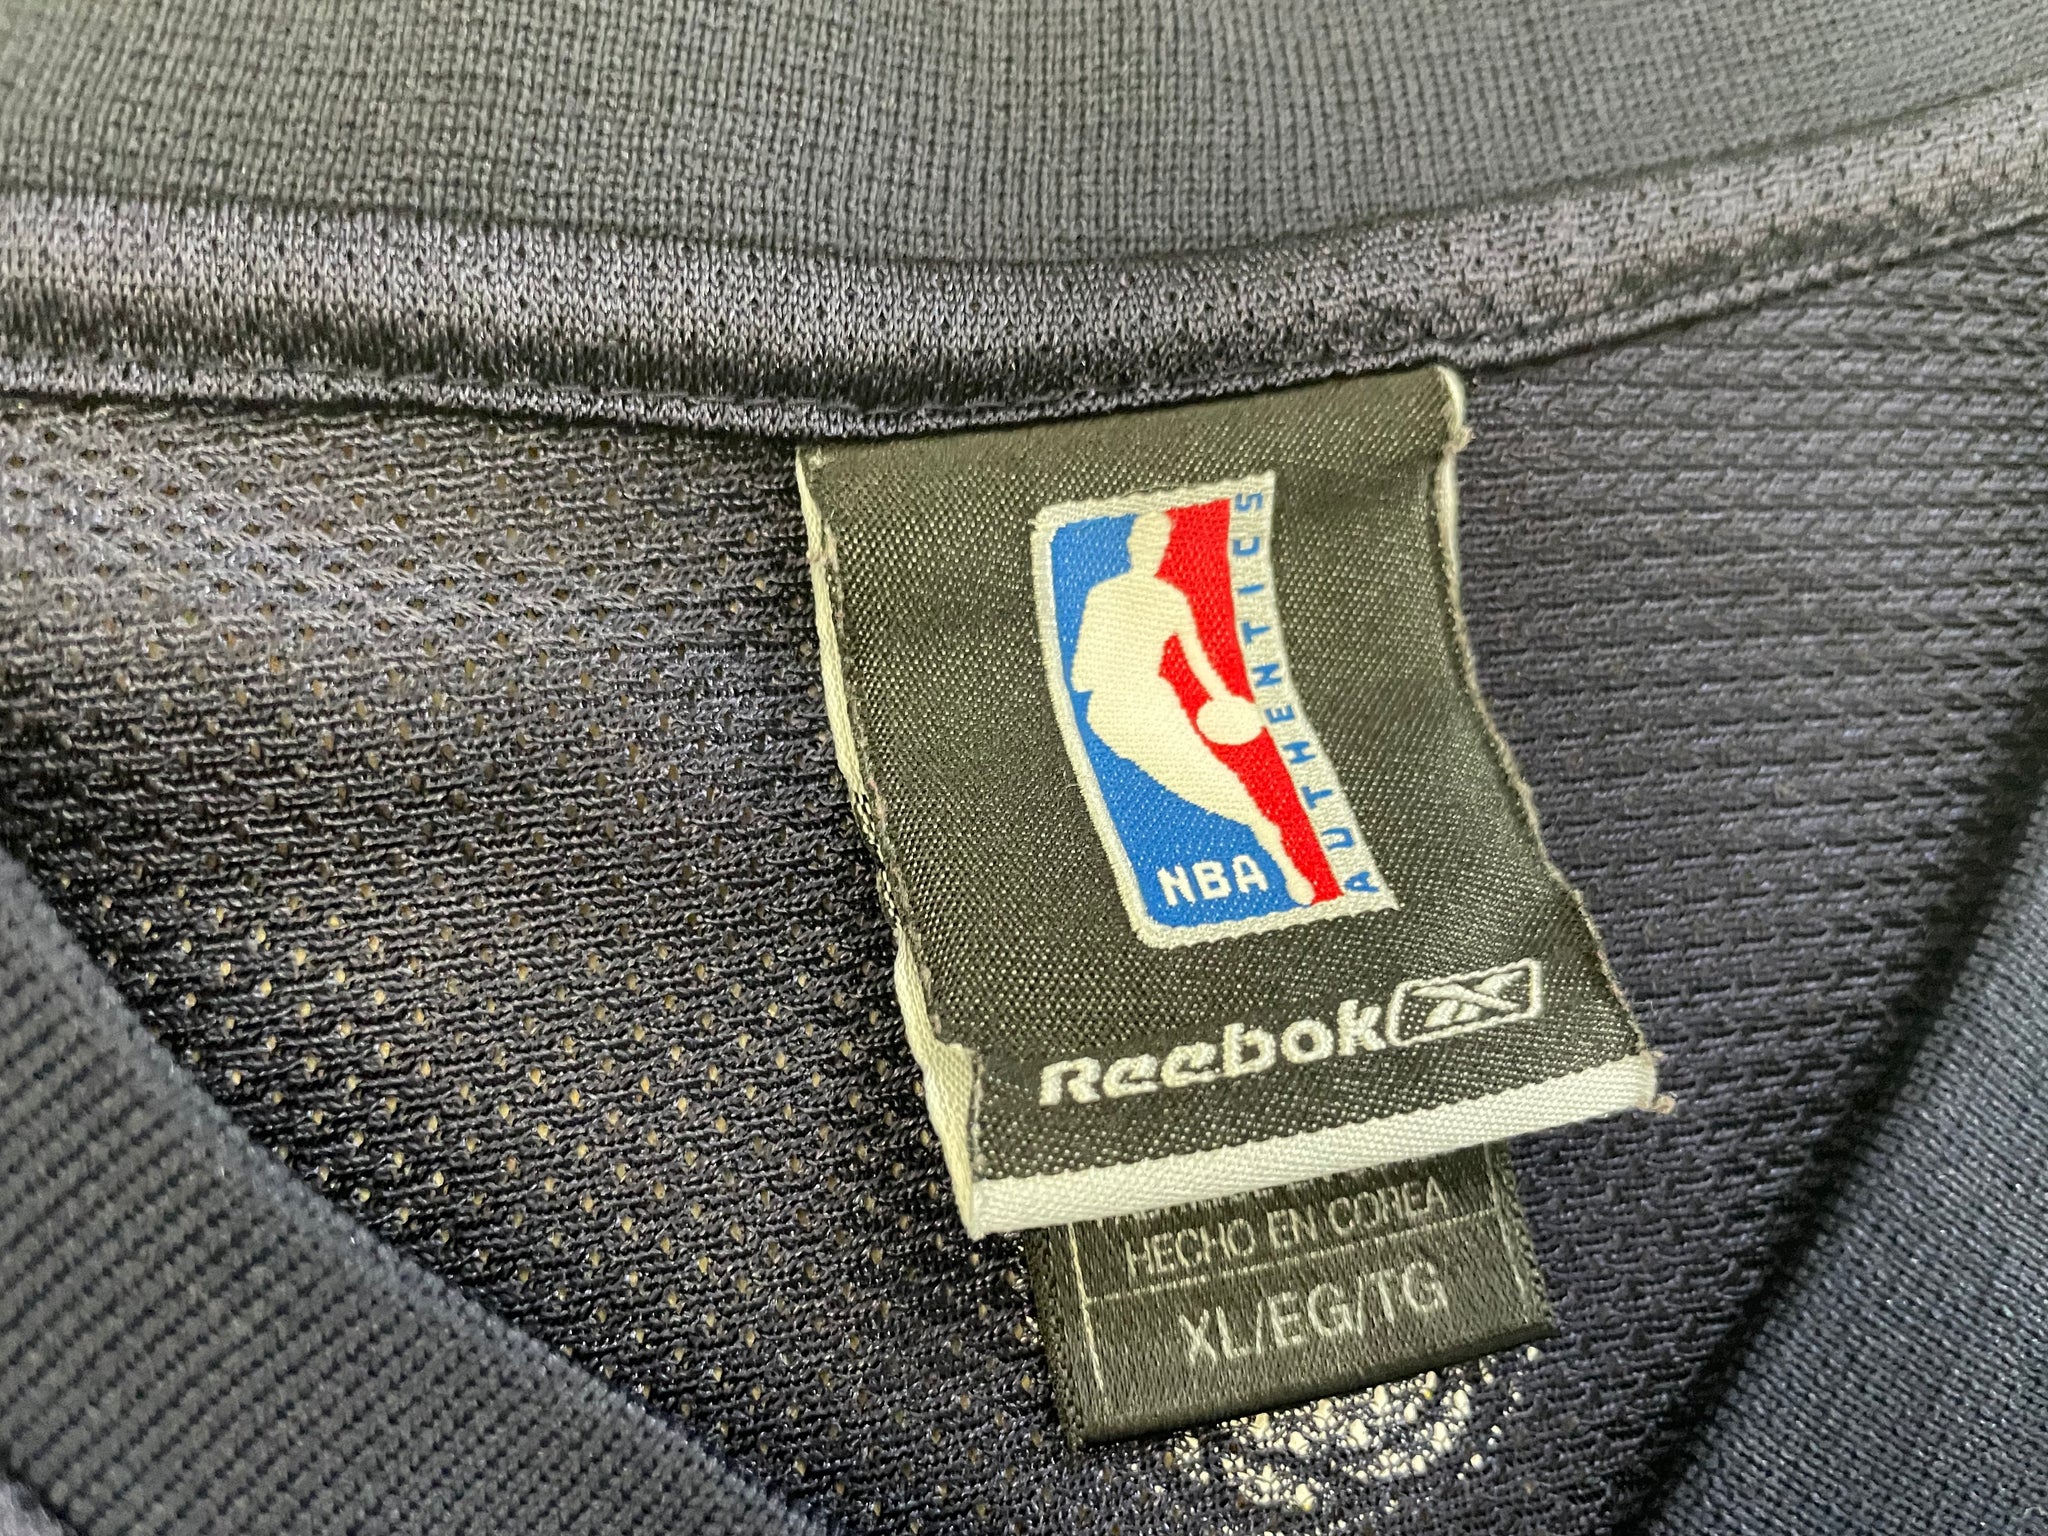 NBA
AUTHENTICS
Reebok
HECHO EN COREA
XL/EG/TG